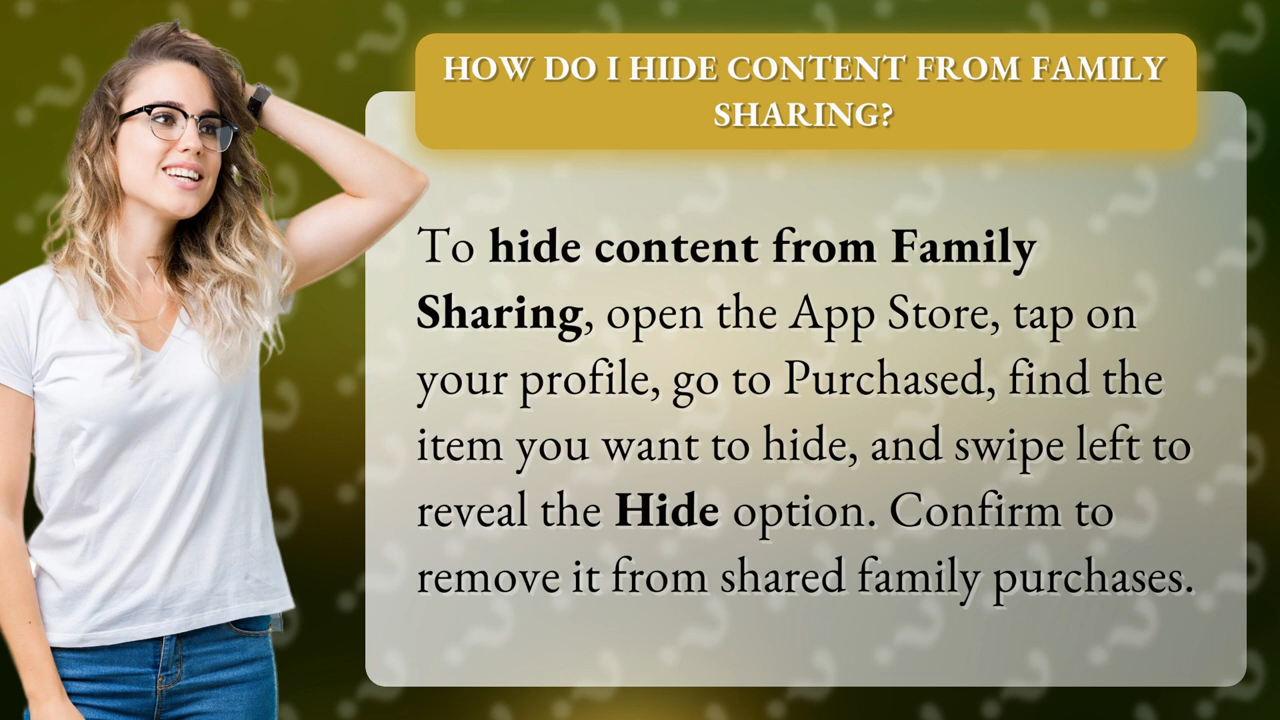 HOW DO I HIDE CONTENT FROM FAMILY
SHARING?
To hide content from Family
Sharing, open the App Store, tap on
your profile, go to Purchased, find the
item you want to hide, and swipe left to
reveal the Hide option. Confirm to
remove it from shared family purchases.